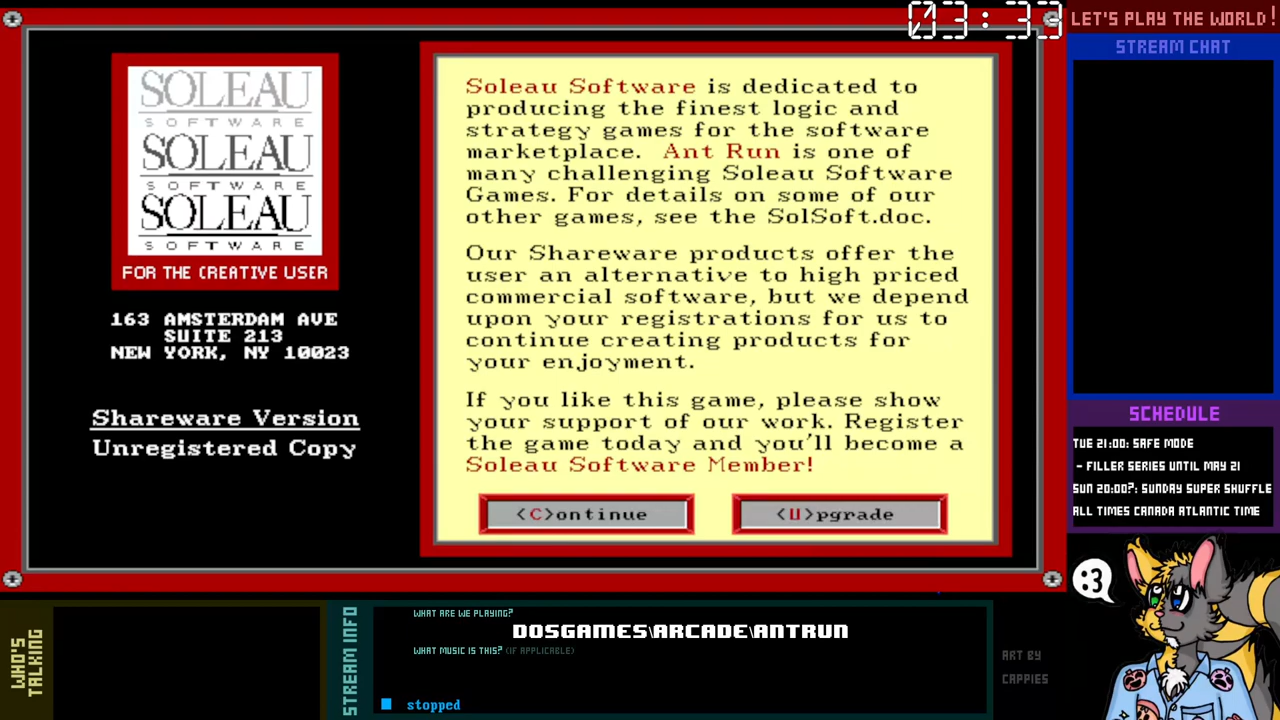 03:33
LET'S PLAY THE WORLD!
STREAM CHAT
SOLEAU
SOFTWARE
SOLEAU
SOFTWARE
SOLEAU
SOFTWARE
FOR THE CREATIVE USER
163 AMSTERDAM AVE
SUITE 213
NEW YORK, NY 10023
Shareware Version
Unregistered Copy
Soleau Software is dedicated to
producing the finest logic and
strategy games for the software
marketplace. Ant Run is one of
many challenging Soleau Software
Games. For details on some of our
other games, see the SolSoft.doc.
Our Shareware products offer the
user an alternative to high priced
commercial software, but we depend
upon your registrations for us to
continue creating products for
your enjoyment.
If you like this game, please show
your support of our work. Register
the game today and you'll become a
Soleau Software Member!
<C>ontinue
<U>pgrade
SCHEDULE
TUE 21:00: SAFE MODE
- FILLER SERIES UNTIL MAY 21
SUN 20:00?: SUNDAY SUPER SHUFFLE
ALL TIMES CANADA ATLANTIC TIME
:3
WHO'S
TALKING
STREAM INFO
WHAT ARE WE PLAYING?
DOSGAMES\ARCADE\ANTRUN
WHAT MUSIC IS THIS? (IF APPLICABLE)
stopped
ART BY
CAPPIES